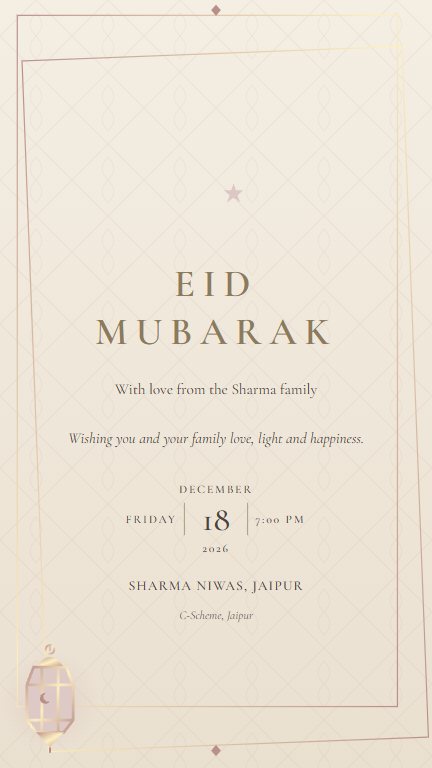 EID
MUBARAK
With love from the Sharma family
Wishing you and your family love, light and happiness.
DECEMBER
FRIDAY 18 7:00 PM
2026
SHARMA NIWAS, JAIPUR
C-Scheme, Jaipur